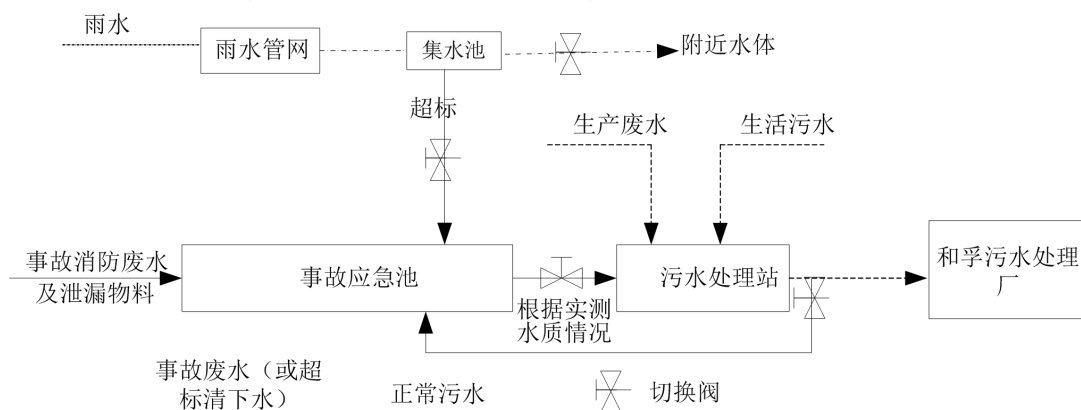 雨水
雨水管网
集水池
附近水体
超标
生产废水
生活污水
事故消防废水
及泄漏物料
事故应急池
根据实测
水质情况
污水处理站
和孚污水处理
厂
事故废水（或超
标清下水）
正常污水
切换阀